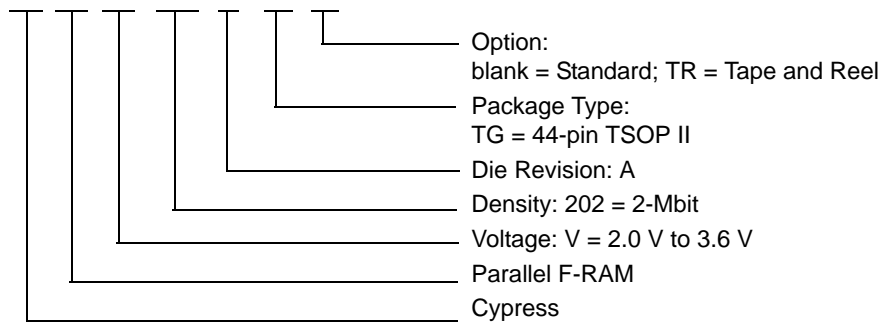 Option:
blank = Standard; TR = Tape and Reel
Package Type:
TG = 44-pin TSOP II
Die Revision: A
Density: 202 = 2-Mbit
Voltage: V = 2.0 V to 3.6 V
Parallel F-RAM
Cypress